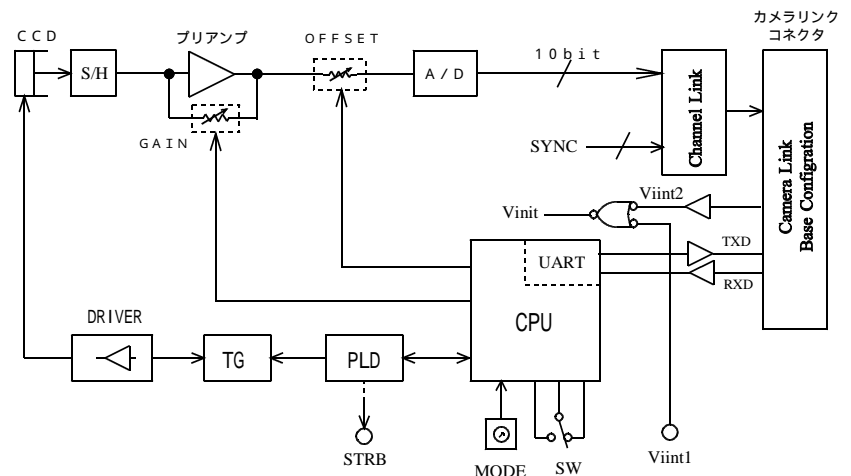 カメラリンク
コネクタ
CCD
プリアンプ
OFFSET
S/H
A/D
10bit
GAIN
SYNC
Channel Link
Camera Link
Base Configration
Vinit
Viint2
TXD
RXD
UART
CPU
DRIVER
TG
PLD
STRB
MODE
SW
Viint1